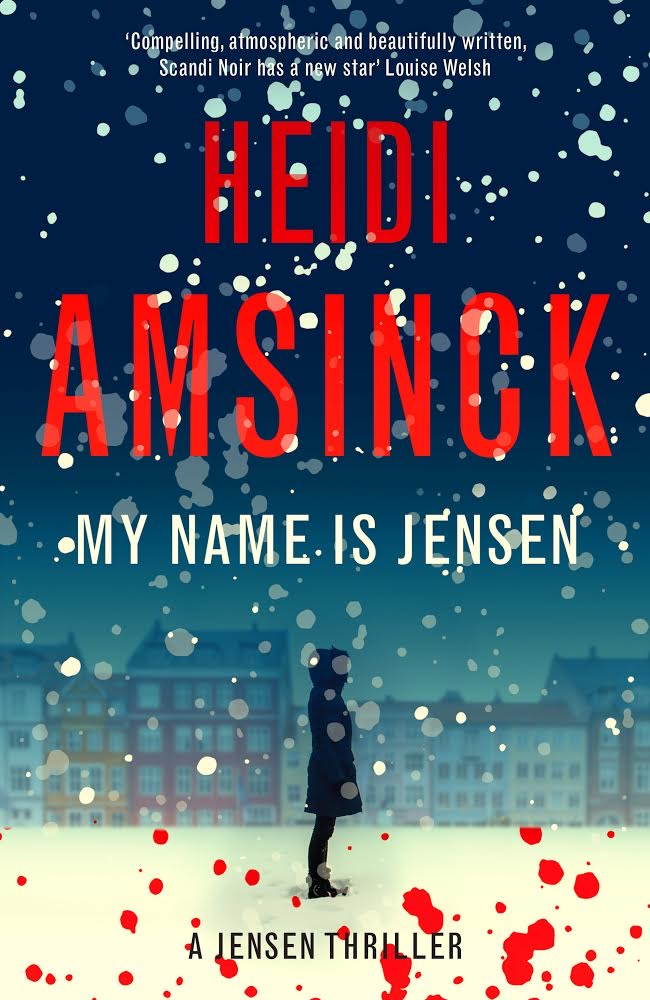 ‘Compelling, atmospheric and beautifully written,
Scandi Noir has a new star’ Louise Welsh
HEIDI
AMSINCK
MY NAME IS JENSEN
A JENSEN THRILLER